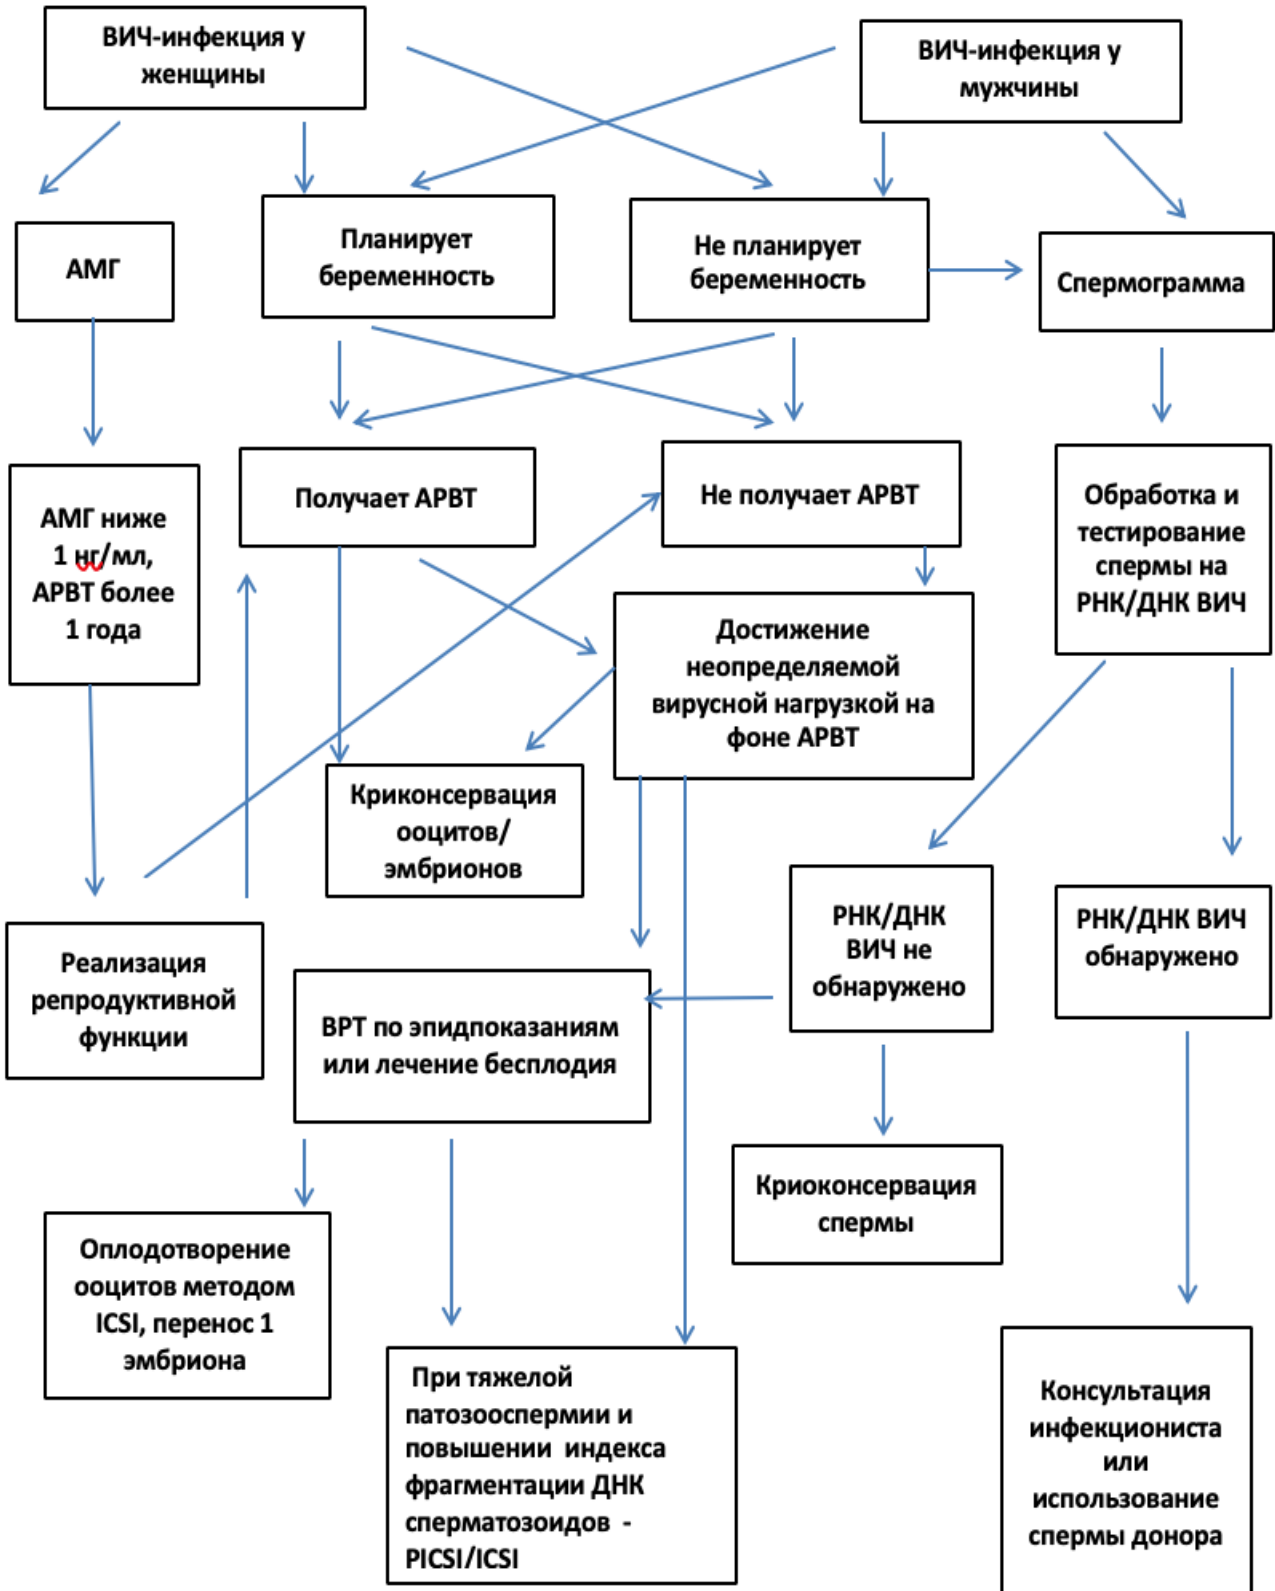 ВИЧ-инфекция у
женщины
ВИЧ-инфекция у
мужчины
АМГ
Планирует
беременность
Не планирует
беременность
Спермограмма
АМГ ниже
1 нг/мл,
АРВТ более
1 года
Получает АРВТ
Не получает АРВТ
Обработка и
тестирование
спермы на
РНК/ДНК ВИЧ
Достижение
неопределяемой
вирусной нагрузкой на
фоне АРВТ
Криконсервация
ооцитов/
эмбрионов
РНК/ДНК
ВИЧ не
обнаружено
РНК/ДНК ВИЧ
обнаружено
Реализация
репродуктивной
функции
ВРТ по эпидпоказаниям
или лечение бесплодия
Криоконсервация
спермы
Оплодотворение
ооцитов методом
ICSI, перенос 1
эмбриона
При тяжелой
патозооспермии и
повышении индекса
фрагментации ДНК
сперматозоидов -
PICSI/ICSI
Консультация
инфекциониста
или
использование
спермы донора